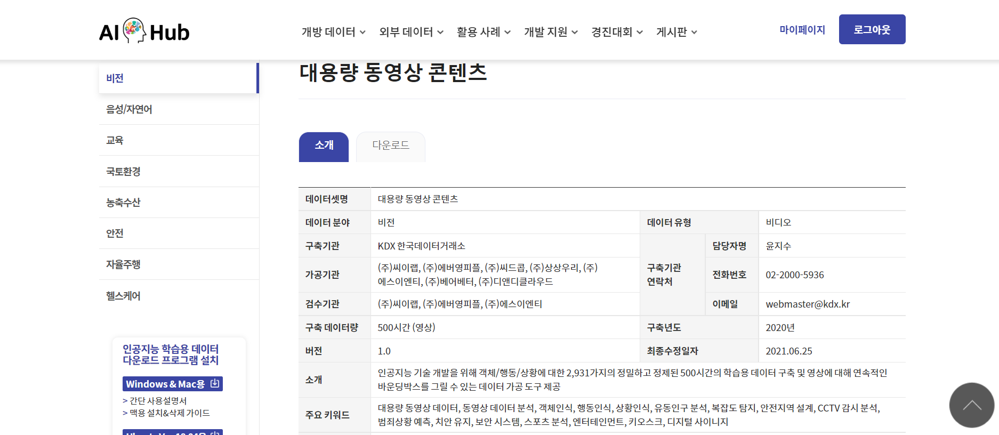 AI Hub
개방 데이터 외부 데이터 활용 사례 개발 지원 경진대회 게시판
마이페이지 로그아웃
비전
음성/자연어
교육
국토환경
농축수산
안전
자율주행
헬스케어
인공지능 학습용 데이터
다운로드 프로그램 설치
Windows & Mac용
> 간단 사용설명서
> 맥용 설치&삭제 가이드
대용량 동영상 콘텐츠
소개 다운로드
데이터셋명 대용량 동영상 콘텐츠
데이터 분야 비전 데이터 유형 비디오
구축기관 KDX 한국데이터거래소 담당자명 윤지수
가공기관 (주)씨이랩, (주)에버영피플, (주)씨드콥, (주)상상우리, (주)
에스이엔티, (주)베어베터, (주)디앤디클라우드
구축기관
연락처
전화번호 02-2000-5936
검수기관 (주)씨이랩, (주)에버영피플, (주)에스이엔티 이메일 webmaster@kdx.kr
구축 데이터량 500시간 (영상) 구축년도 2020년
버전 1.0 최종수정일자 2021.06.25
소개 인공지능 기술 개발을 위해 객체/행동/상황에 대한 2,931가지의 정밀하고 정제된 500시간의 학습용 데이터 구축 및 영상에 대해 연속적인
바운딩박스를 그릴 수 있는 데이터 가공 도구 제공
주요 키워드 대용량 동영상 데이터, 동영상 데이터 분석, 객체인식, 행동인식, 상황인식, 유동인구 분석, 복잡도 탐지, 안전지역 설계, CCTV 감시 분석,
범죄상황 예측, 치안 유지, 보안 시스템, 스포츠 분석, 엔터테인먼트, 키오스크, 디지털 사이니지